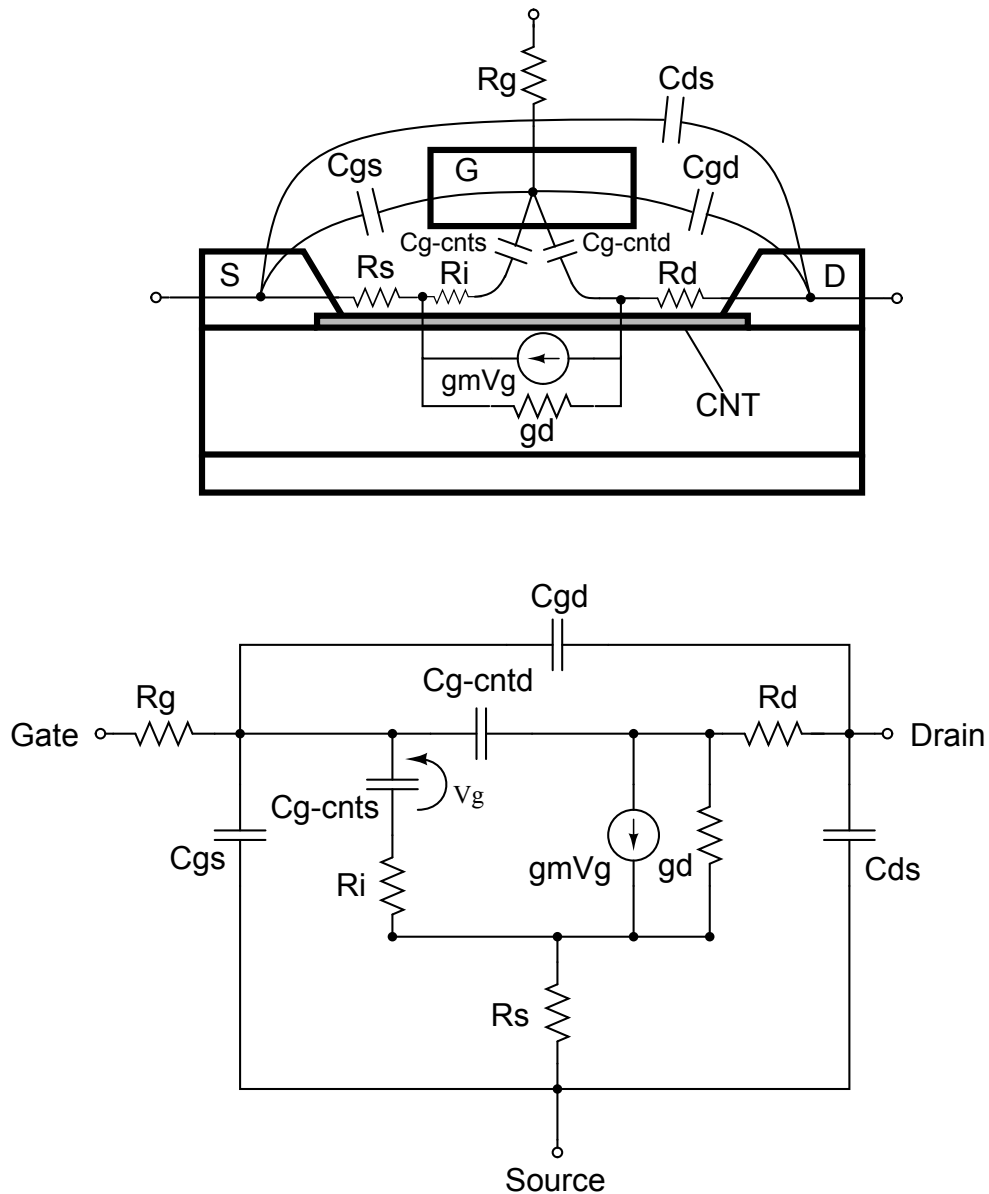 Rg
Cds
Cgs
G
Cgd
Cg-cnts
Cg-cntd
S
Rs
Ri
Rd
D
gmVg
CNT
gd
Cgd
Cg-cntd
Rg
Rd
Gate
Drain
Cg-cnts
Vg
Cgs
Ri
gmVg
gd
Cds
Rs
Source